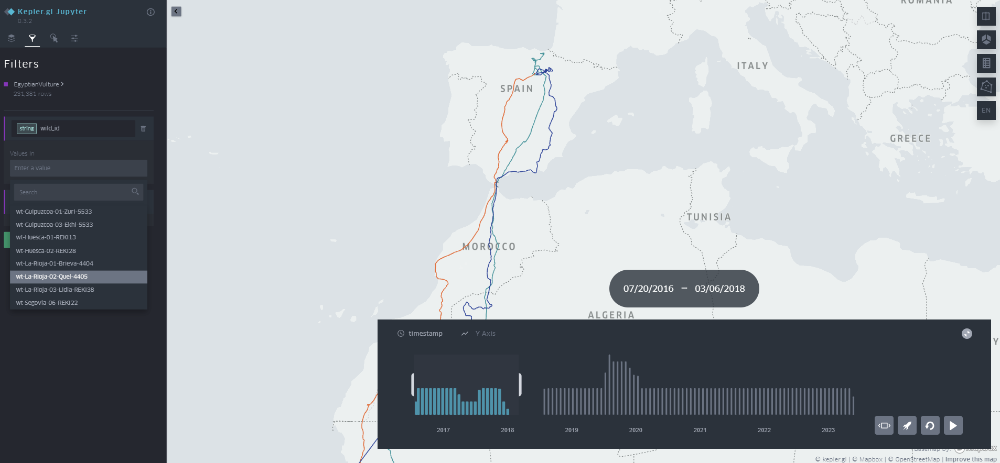 Kepler.gl Jupyter
0.3.2
Filters
EgyptianVulture
231,381 rows
string wild_id
Values In
Enter a value
Search
wt-Guipuzcoa-01-Zuri-5533
wt-Guipuzcoa-03-Ekhi-5533
wt-Huesca-01-REKI13
wt-Huesca-02-REKI28
wt-La-Rioja-01-Brieva-4404
wt-La-Rioja-02-Quel-4405
wt-La-Rioja-03-Lidia-REKI38
wt-Segovia-06-REKI22
ROMANIA
ITALY
SPAIN
EN
GREECE
TUNISIA
MOROCCO
07/20/2016 – 03/06/2018
ALGERIA
timestamp Y Axis
Y
2017 2018 2019 2020 2021 2022 2023
Basemap by: mapbox
© kepler.gl | © Mapbox | © OpenStreetMap | Improve this map